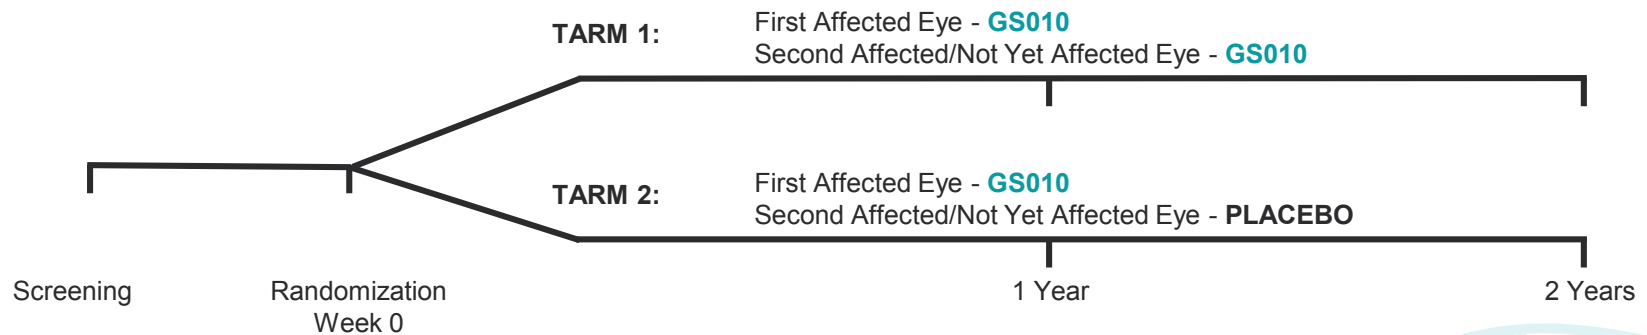 TARM 1:
First Affected Eye - GS010
Second Affected/Not Yet Affected Eye - GS010
TARM 2:
First Affected Eye - GS010
Second Affected/Not Yet Affected Eye - PLACEBO
Screening
Randomization
Week 0
1 Year
2 Years